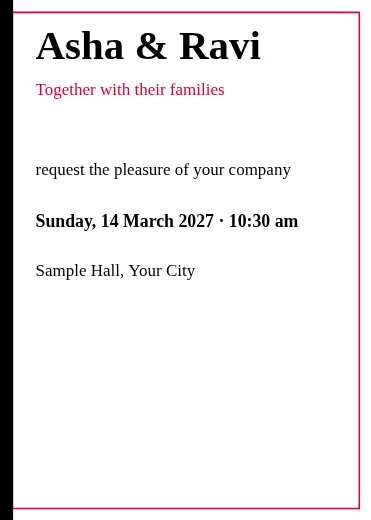 Asha & Ravi
Together with their families
request the pleasure of your company
Sunday, 14 March 2027 · 10:30 am
Sample Hall, Your City